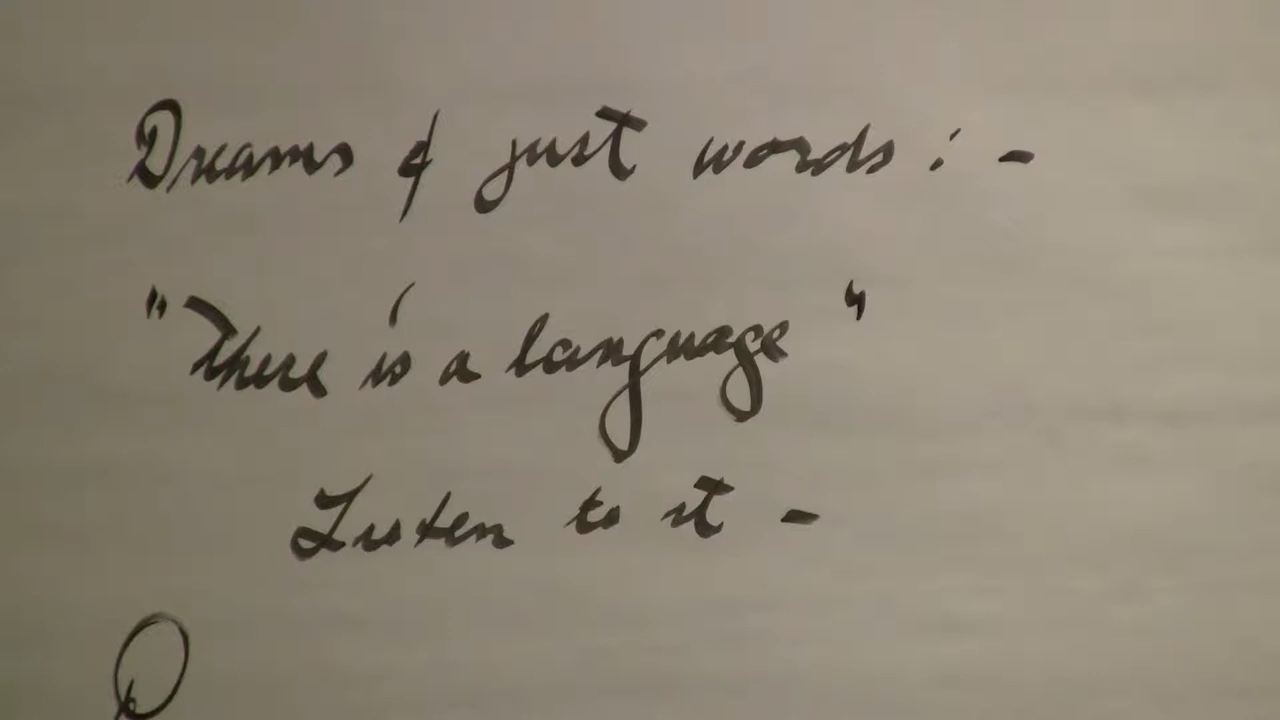 Dreams & just words : -
"There is a language"
Listen to it -